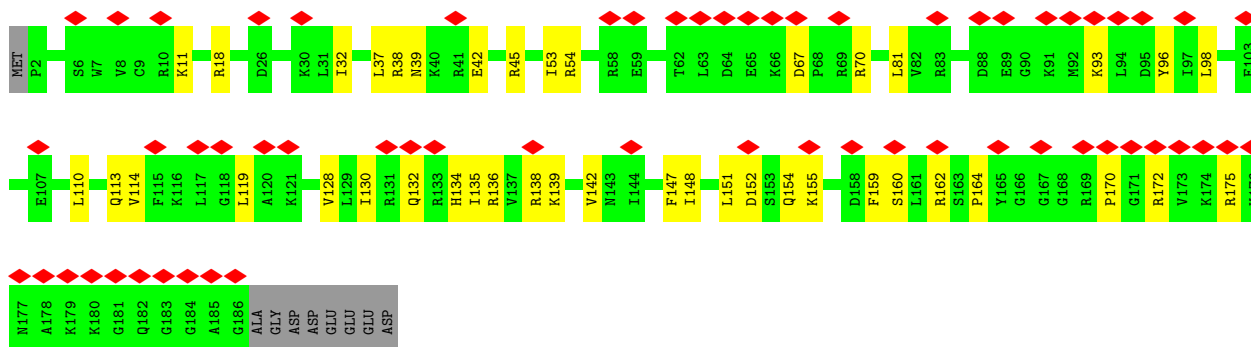 MET P2 S6 W7 V8 C9 R10 K11 R18 D26 K30 L31 I32 L37 R38 N39 K40 R41 E42 R45 I53 R54 R58 E59 T62 L63 D64 E65 K66 D67 P68 R69 R70 L81 V82 R83 D88 E89 G90 K91 M92 K93 L94 D95 Y96 I97 L98 E103
E107 L110 Q113 V114 F115 K116 L117 G118 L119 A120 K121 V128 L129 I130 R131 Q132 R133 H134 I135 R136 V137 R138 K139 V142 N143 I144 F147 I148 L151 D152 S153 Q154 K155 D158 F159 S160 L161 R162 S163 P164 Y165 G166 G167 G168 R169 P170 G171 R172 V173 K174 R175
N177 A178 K179 K180 G181 Q182 G183 G184 A185 G186 ALA GLY ASP ASP GLU GLU GLU ASP